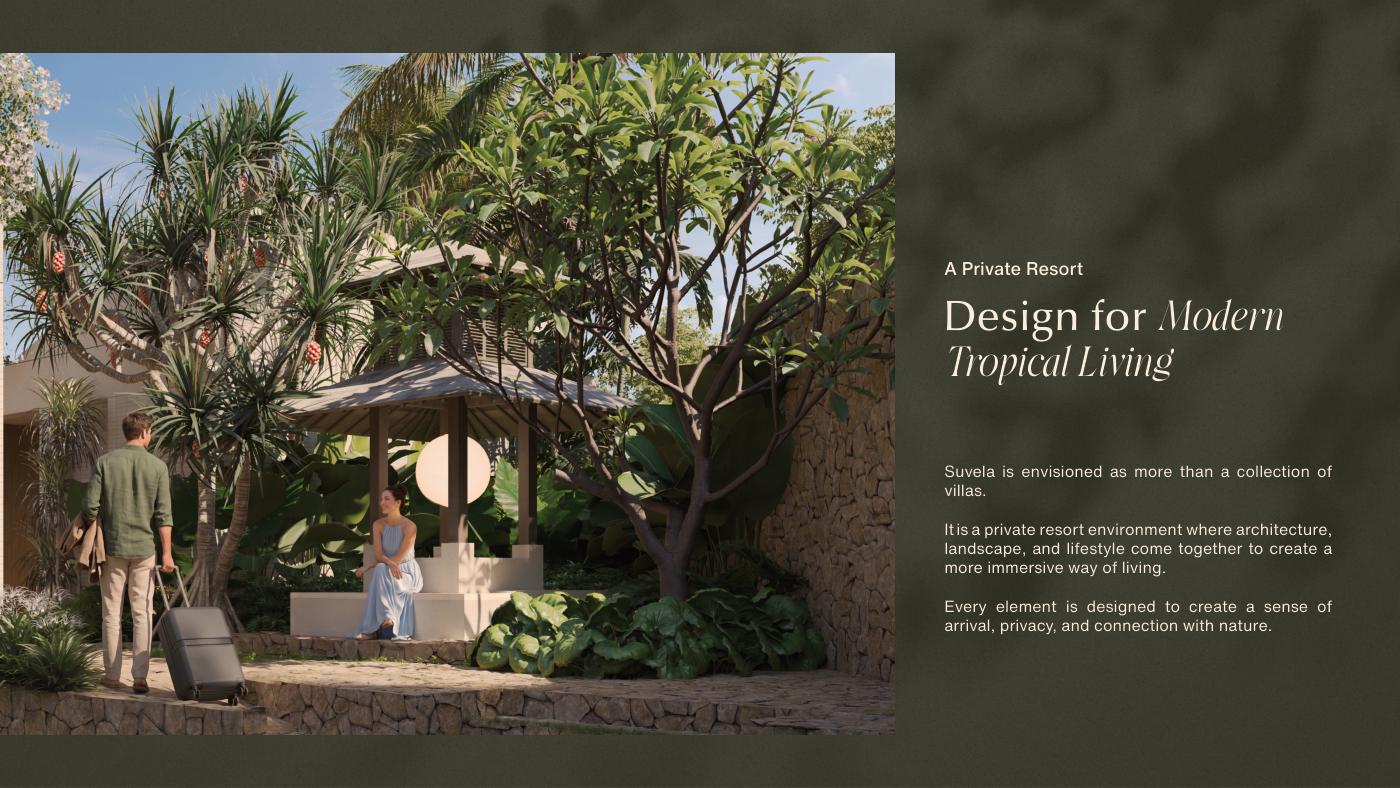 A Private Resort
Design for Modern
Tropical Living
Suvela is envisioned as more than a collection of
villas.
It is a private resort environment where architecture,
landscape, and lifestyle come together to create a
more immersive way of living.
Every element is designed to create a sense of
arrival, privacy, and connection with nature.